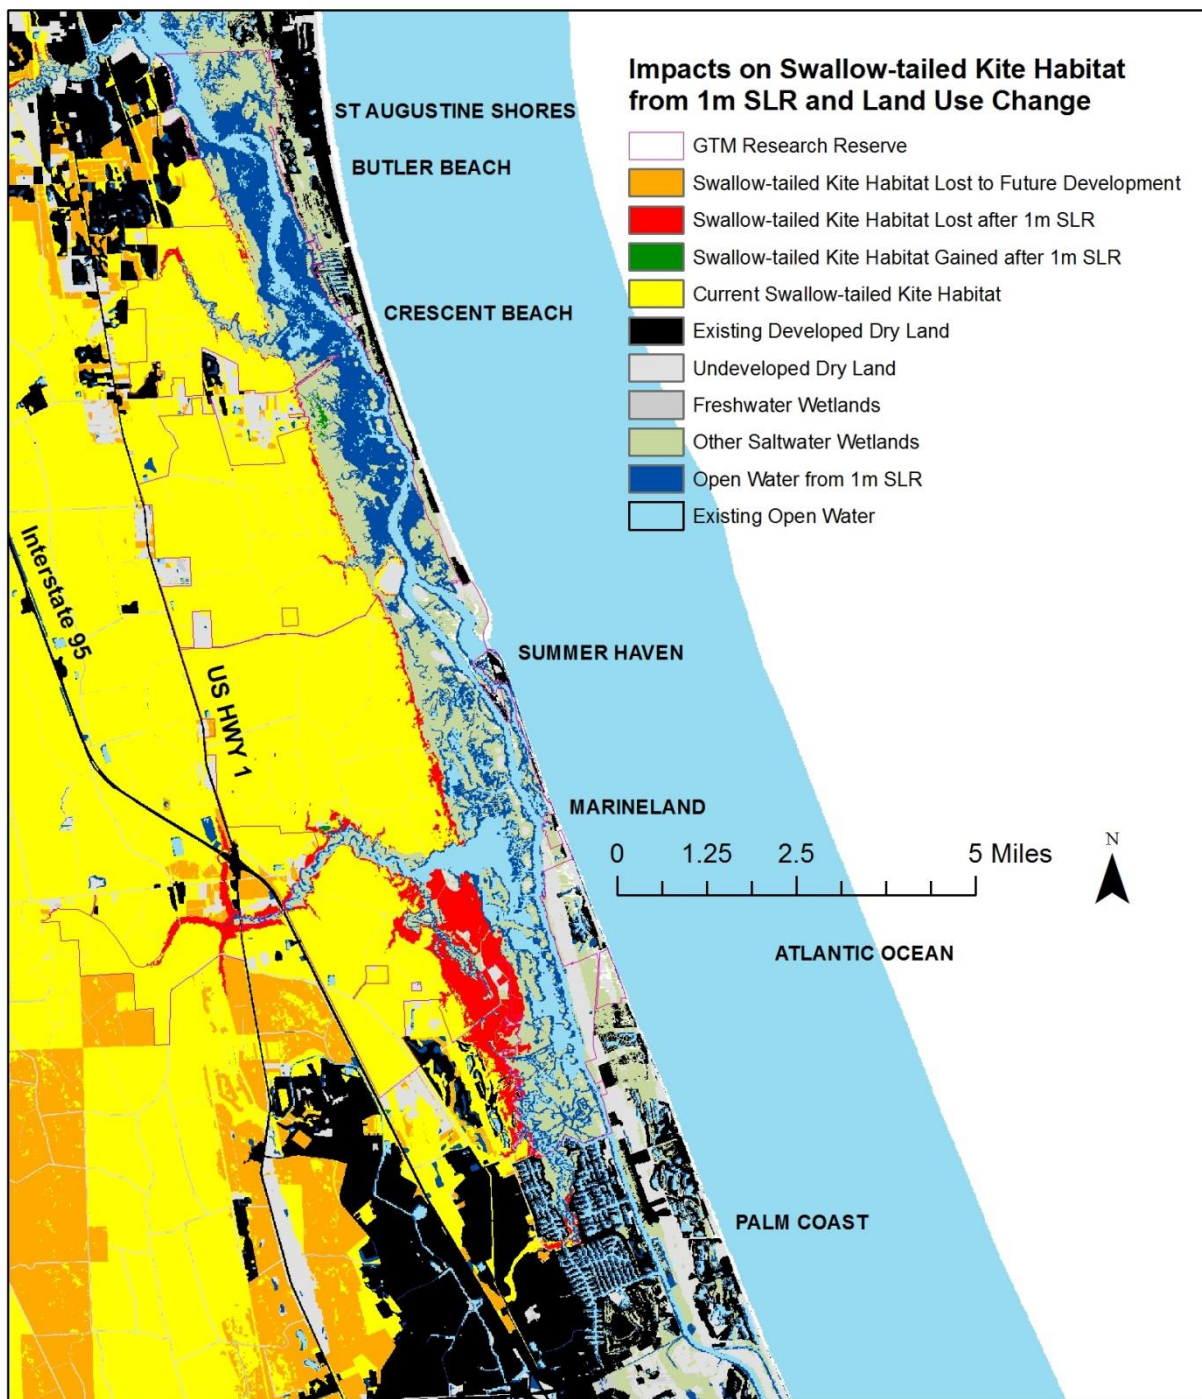 Impacts on Swallow-tailed Kite Habitat
from 1m SLR and Land Use Change
GTM Research Reserve
Swallow-tailed Kite Habitat Lost to Future Development
Swallow-tailed Kite Habitat Lost after 1m SLR
Swallow-tailed Kite Habitat Gained after 1m SLR
Current Swallow-tailed Kite Habitat
Existing Developed Dry Land
Undeveloped Dry Land
Freshwater Wetlands
Other Saltwater Wetlands
Open Water from 1m SLR
Existing Open Water
ST AUGUSTINE SHORES
BUTLER BEACH
CRESCENT BEACH
Interstate 95
US HWY 1
SUMMER HAVEN
MARINELAND
0 1.25 2.5 5 Miles
N
ATLANTIC OCEAN
PALM COAST